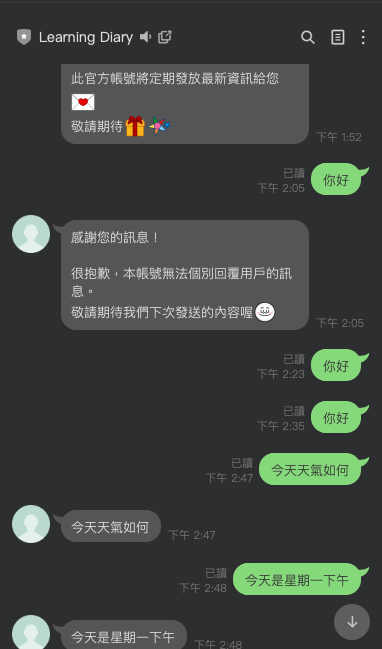 Learning Diary
此官方帳號將定期發放最新資訊給您
敬請期待
下午 1:52
已讀
下午 2:05
你好
感謝您的訊息！
很抱歉，本帳號無法個別回覆用戶的訊
息。
敬請期待我們下次發送的內容喔
下午 2:05
已讀
下午 2:23
你好
已讀
下午 2:35
你好
已讀
下午 2:47
今天天氣如何
今天天氣如何
下午 2:47
已讀
下午 2:48
今天是星期一下午
今天是星期一下午
下午 2:48